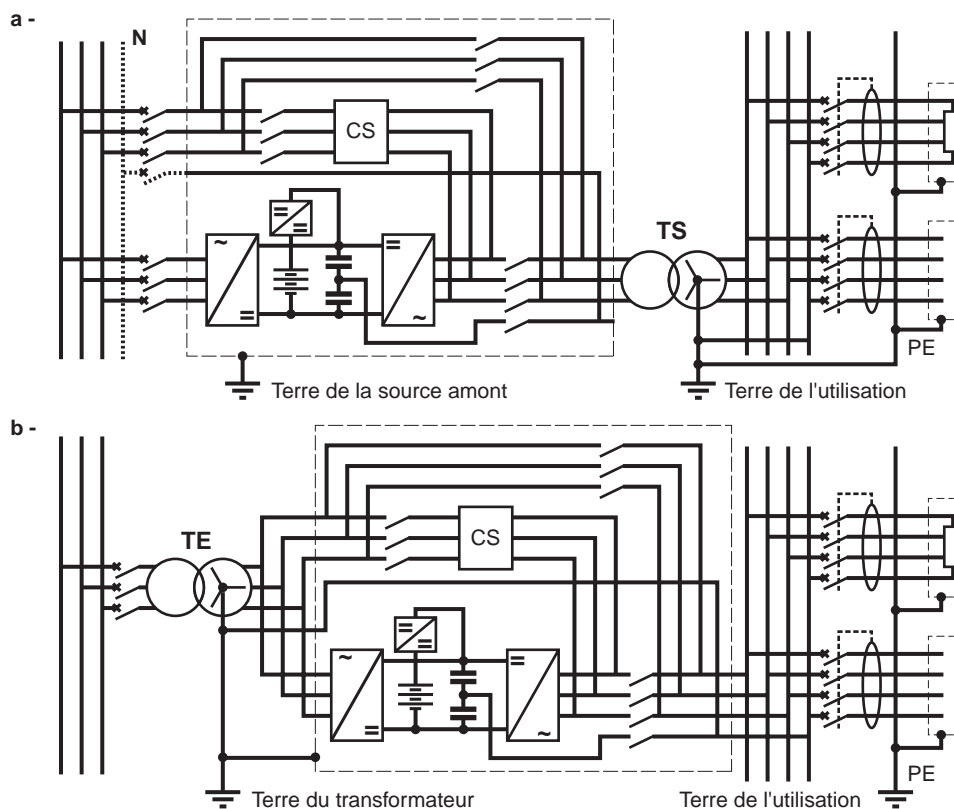 a -
N
CS
TS
~
=
=
=
=
~
PE
Terre de la source amont
Terre de l'utilisation
b -
TE
CS
~
=
=
=
=
~
PE
Terre du transformateur
Terre de l'utilisation